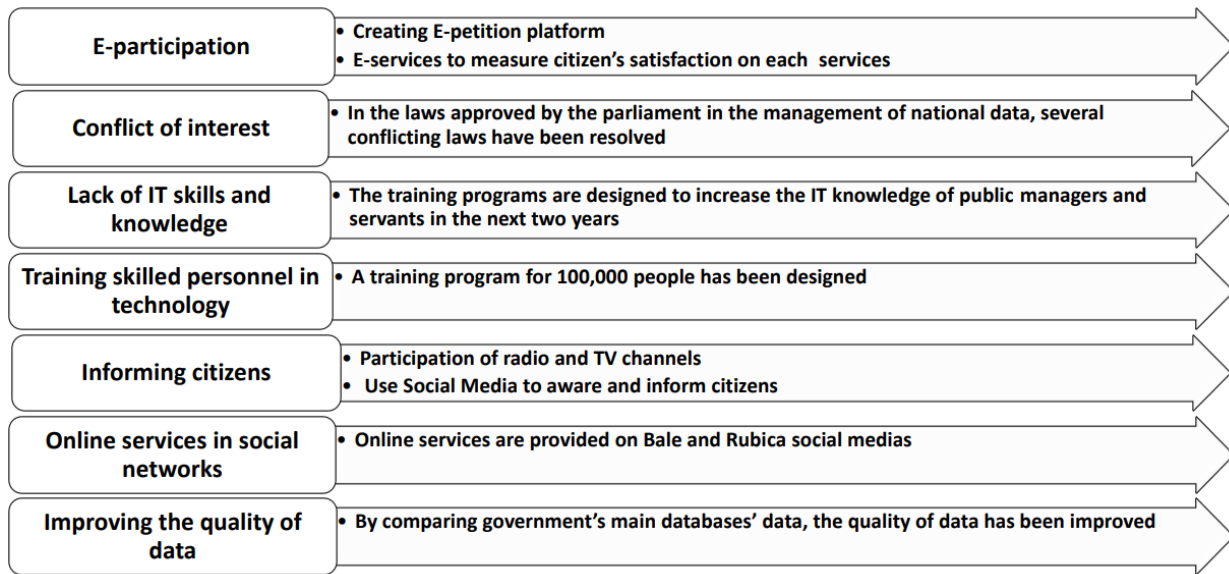 E-participation
• Creating E-petition platform
• E-services to measure citizen's satisfaction on each services
Conflict of interest
• In the laws approved by the parliament in the management of national data, several
conflicting laws have been resolved
Lack of IT skills and
knowledge
• The training programs are designed to increase the IT knowledge of public managers and
servants in the next two years
Training skilled personnel in
technology
• A training program for 100,000 people has been designed
Informing citizens
• Participation of radio and TV channels
• Use Social Media to aware and inform citizens
Online services in social
networks
• Online services are provided on Bale and Rubica social medias
Improving the quality of
data
• By comparing government's main databases' data, the quality of data has been improved